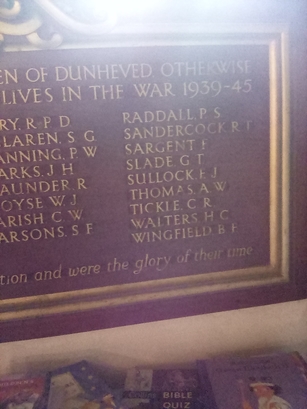 EN OF DUNHEVED, OTHERWISE
LIVES IN THE WAR 1939-45
RY. R. P. D
LAREN. S. G
ANNING. P. W
ARKS. J. H
AUNDER. R
OYSE. W. J
ARISH. C. W
ARSONS. S. F
RADDALL. P. S
SANDERCOCK. R.
SARGENT.
SLADE. G. T
SULLOCK. F. J
THOMAS. A. W
TICKLE. C. R
WALTERS. H. C
WINGFIELD. B. E
tion and were the glory of their time
BIBLE
QUIZ